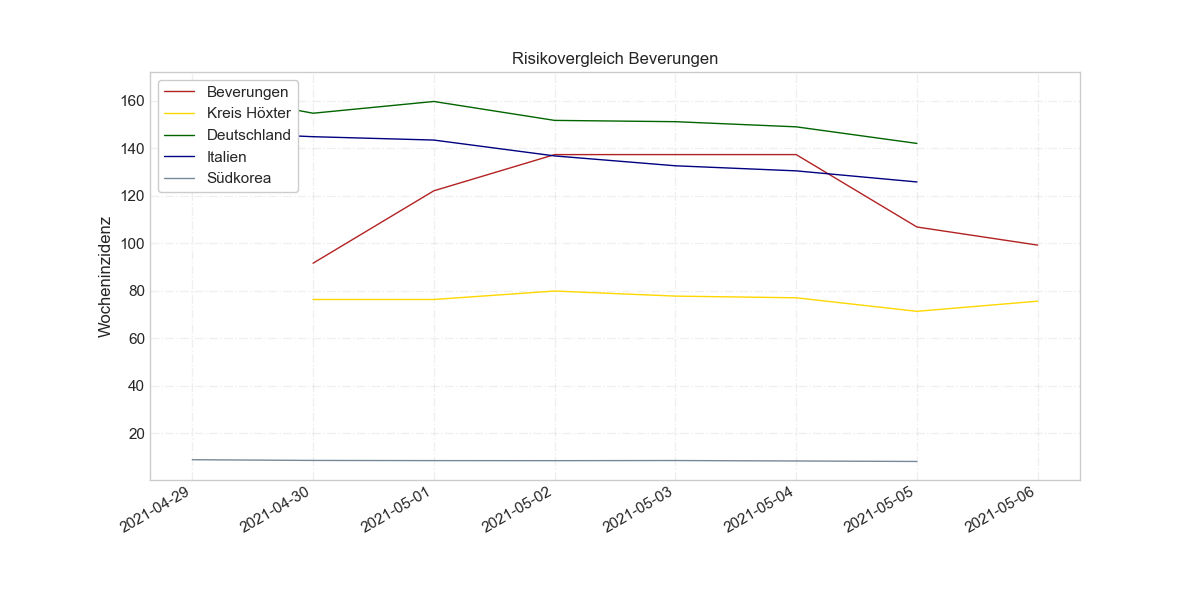 Risikovergleich Beverungen
Beverungen
Kreis Höxter
Deutschland
Italien
Südkorea
Wocheninzidenz
160
140
120
100
80
60
40
20
2021-04-29
2021-04-30
2021-05-01
2021-05-02
2021-05-03
2021-05-04
2021-05-05
2021-05-06